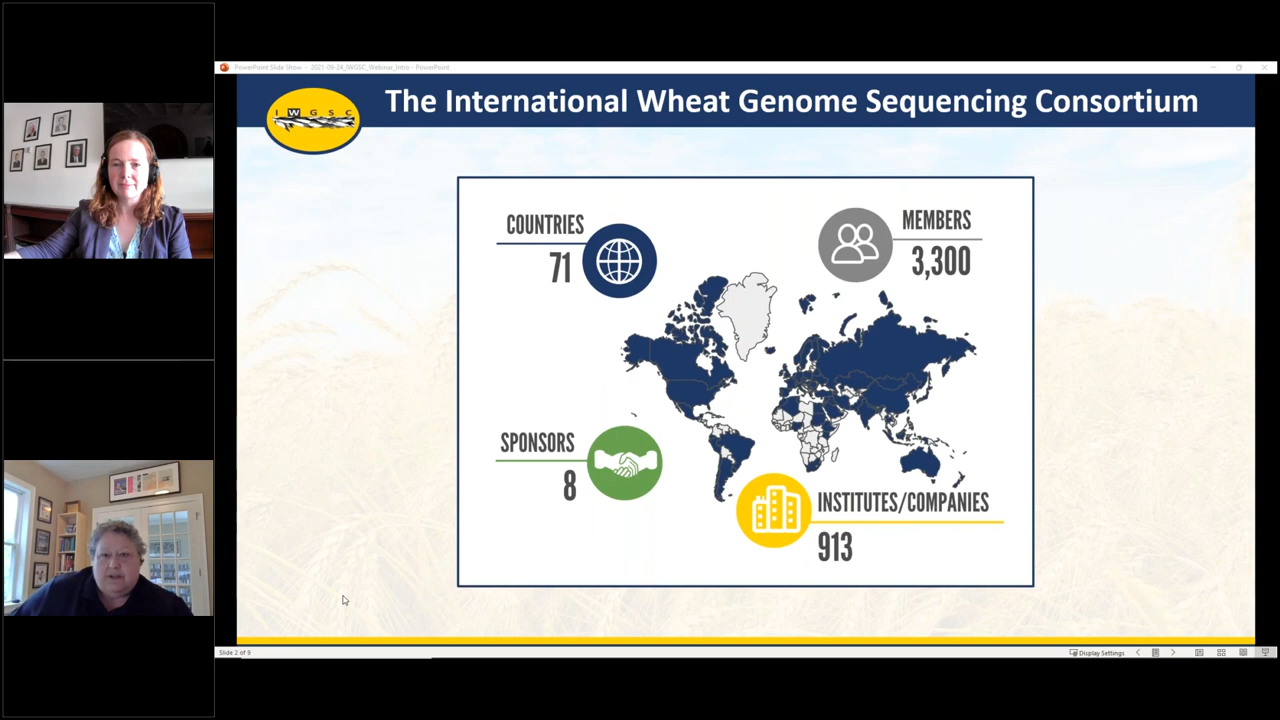 PowerPoint Slide Show - 2021-09-24_IWGSC_Webinar_Intro - PowerPoint
I W G S C
The International Wheat Genome Sequencing Consortium
COUNTRIES
71
MEMBERS
3,300
SPONSORS
8
INSTITUTES/COMPANIES
913
Slide 2 of 9
Display Settings